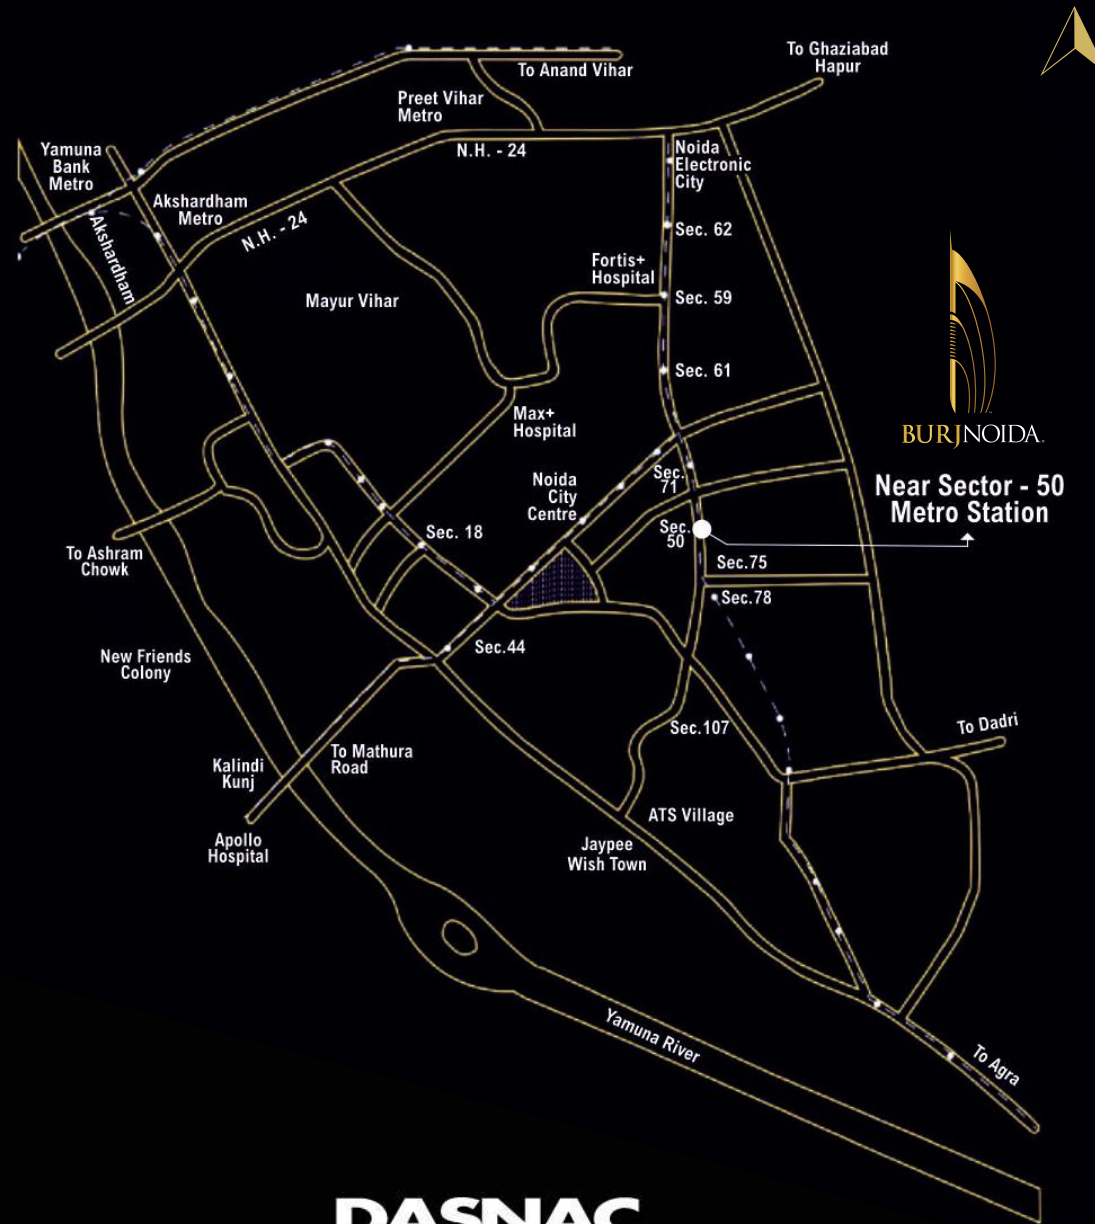 To Ghaziabad
Hapur
To Anand Vihar
Preet Vihar
Metro
Yamuna
Bank
Metro
N.H. - 24
Noida
Electronic
City
Akshardham
Metro
Akshardham
N.H. - 24
Sec. 62
Fortis+
Hospital
Mayur Vihar
Sec. 59
Sec. 61
Max+
Hospital
BURJNOIDA
Sec.
71
Noida
City
Centre
Near Sector - 50
Metro Station
Sec.
50
Sec. 18
To Ashram
Chowk
Sec.75
Sec.78
Sec.44
New Friends
Colony
Sec.107
To Dadri
To Mathura
Road
Kalindi
Kunj
ATS Village
Apollo
Hospital
Jaypee
Wish Town
Yamuna River
To Agra
DASNAC